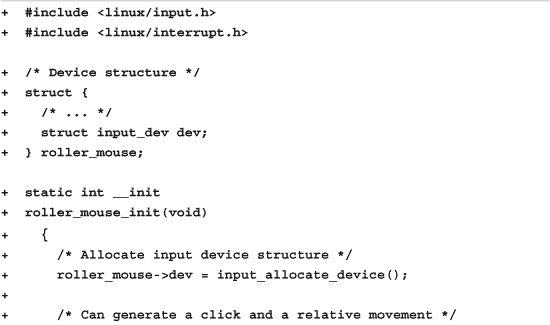 +  #include <linux/input.h>
+  #include <linux/interrupt.h>
+  /* Device structure */
+  struct {
+    /* ... */
+    struct input_dev dev;
+  } roller_mouse;
+  static int __init
+  roller_mouse_init(void)
+    {
+      /* Allocate input device structure */
+      roller_mouse->dev = input_allocate_device();
+
+      /* Can generate a click and a relative movement */